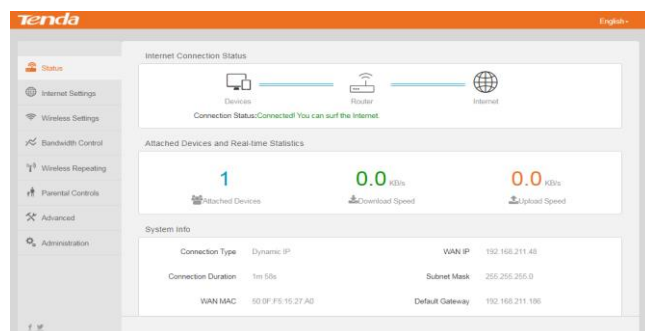 Tenda
English
Internet Connection Status
Status
Internet Settings
Wireless Settings
Bandwidth Control
Wireless Repeating
Parental Controls
Advanced
Administration
Devices
Router
Internet
Connection Status:Connected! You can surf the Internet.
Attached Devices and Real-time Statistics
1
0.0 KB/s
0.0 KB/s
Attached Devices
Download Speed
Upload Speed
System Info
Connection Type Dynamic IP
WAN IP 192.168.211.48
Connection Duration 1m 58s
Subnet Mask 255.255.255.0
WAN MAC 50:0F:F5:15:27:A0
Default Gateway 192.168.211.186